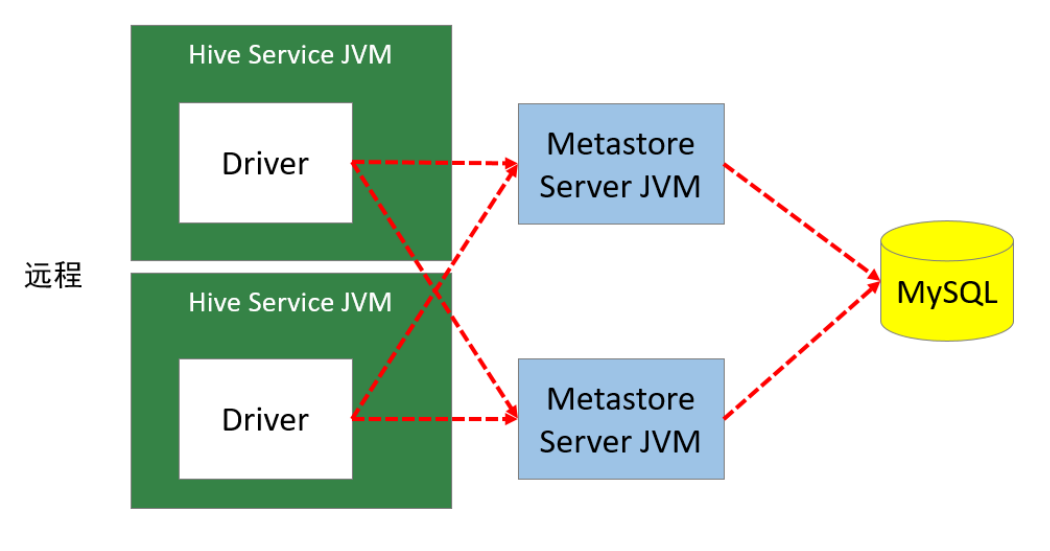 Hive Service JVM
Driver
Metastore
Server JVM
远程
MySQL
Hive Service JVM
Driver
Metastore
Server JVM